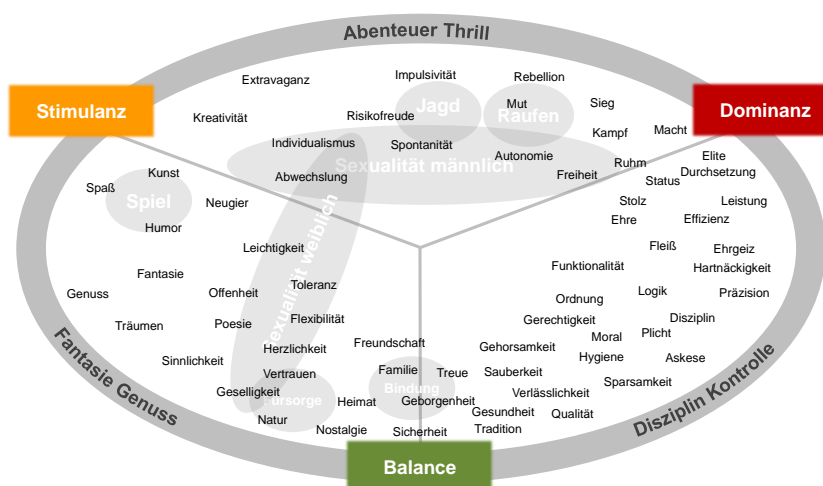 Abenteuer Thrill
Stimulanz
Dominanz
Balance
Fantasie Genuss
Disziplin Kontrolle
Extravaganz
Impulsivität
Rebellion
Kreativität
Risikofreude
Jagd
Mut
Raufen
Sieg
Kampf
Macht
Individualismus
Spontanität
Sexualität männlich
Autonomie
Abwechslung
Freiheit
Ruhm
Elite
Durchsetzung
Status
Leistung
Stolz
Ehre
Effizienz
Fleiß
Ehrgeiz
Hartnäckigkeit
Funktionalität
Logik
Präzision
Ordnung
Gerechtigkeit
Disziplin
Moral
Plicht
Gehorsamkeit
Hygiene
Askese
Sauberkeit
Sparsamkeit
Verlässlichkeit
Gesundheit
Qualität
Tradition
Kunst
Spaß
Spiel
Neugier
Humor
Sexualität weiblich
Leichtigkeit
Fantasie
Toleranz
Genuss
Offenheit
Träumen
Poesie
Flexibilität
Herzlichkeit
Freundschaft
Sinnlichkeit
Vertrauen
Familie
Treue
Bindung
Geselligkeit
Fürsorge
Heimat
Geborgenheit
Natur
Nostalgie
Sicherheit